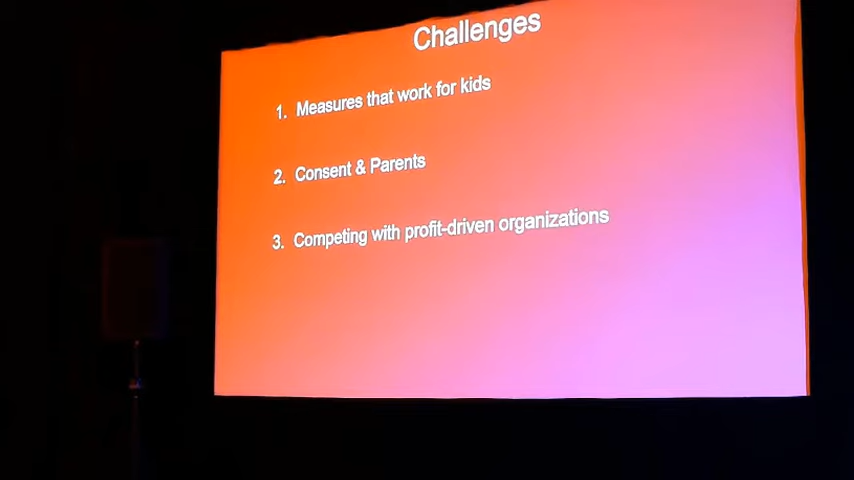 Challenges
1. Measures that work for kids
2. Consent & Parents
3. Competing with profit-driven organizations